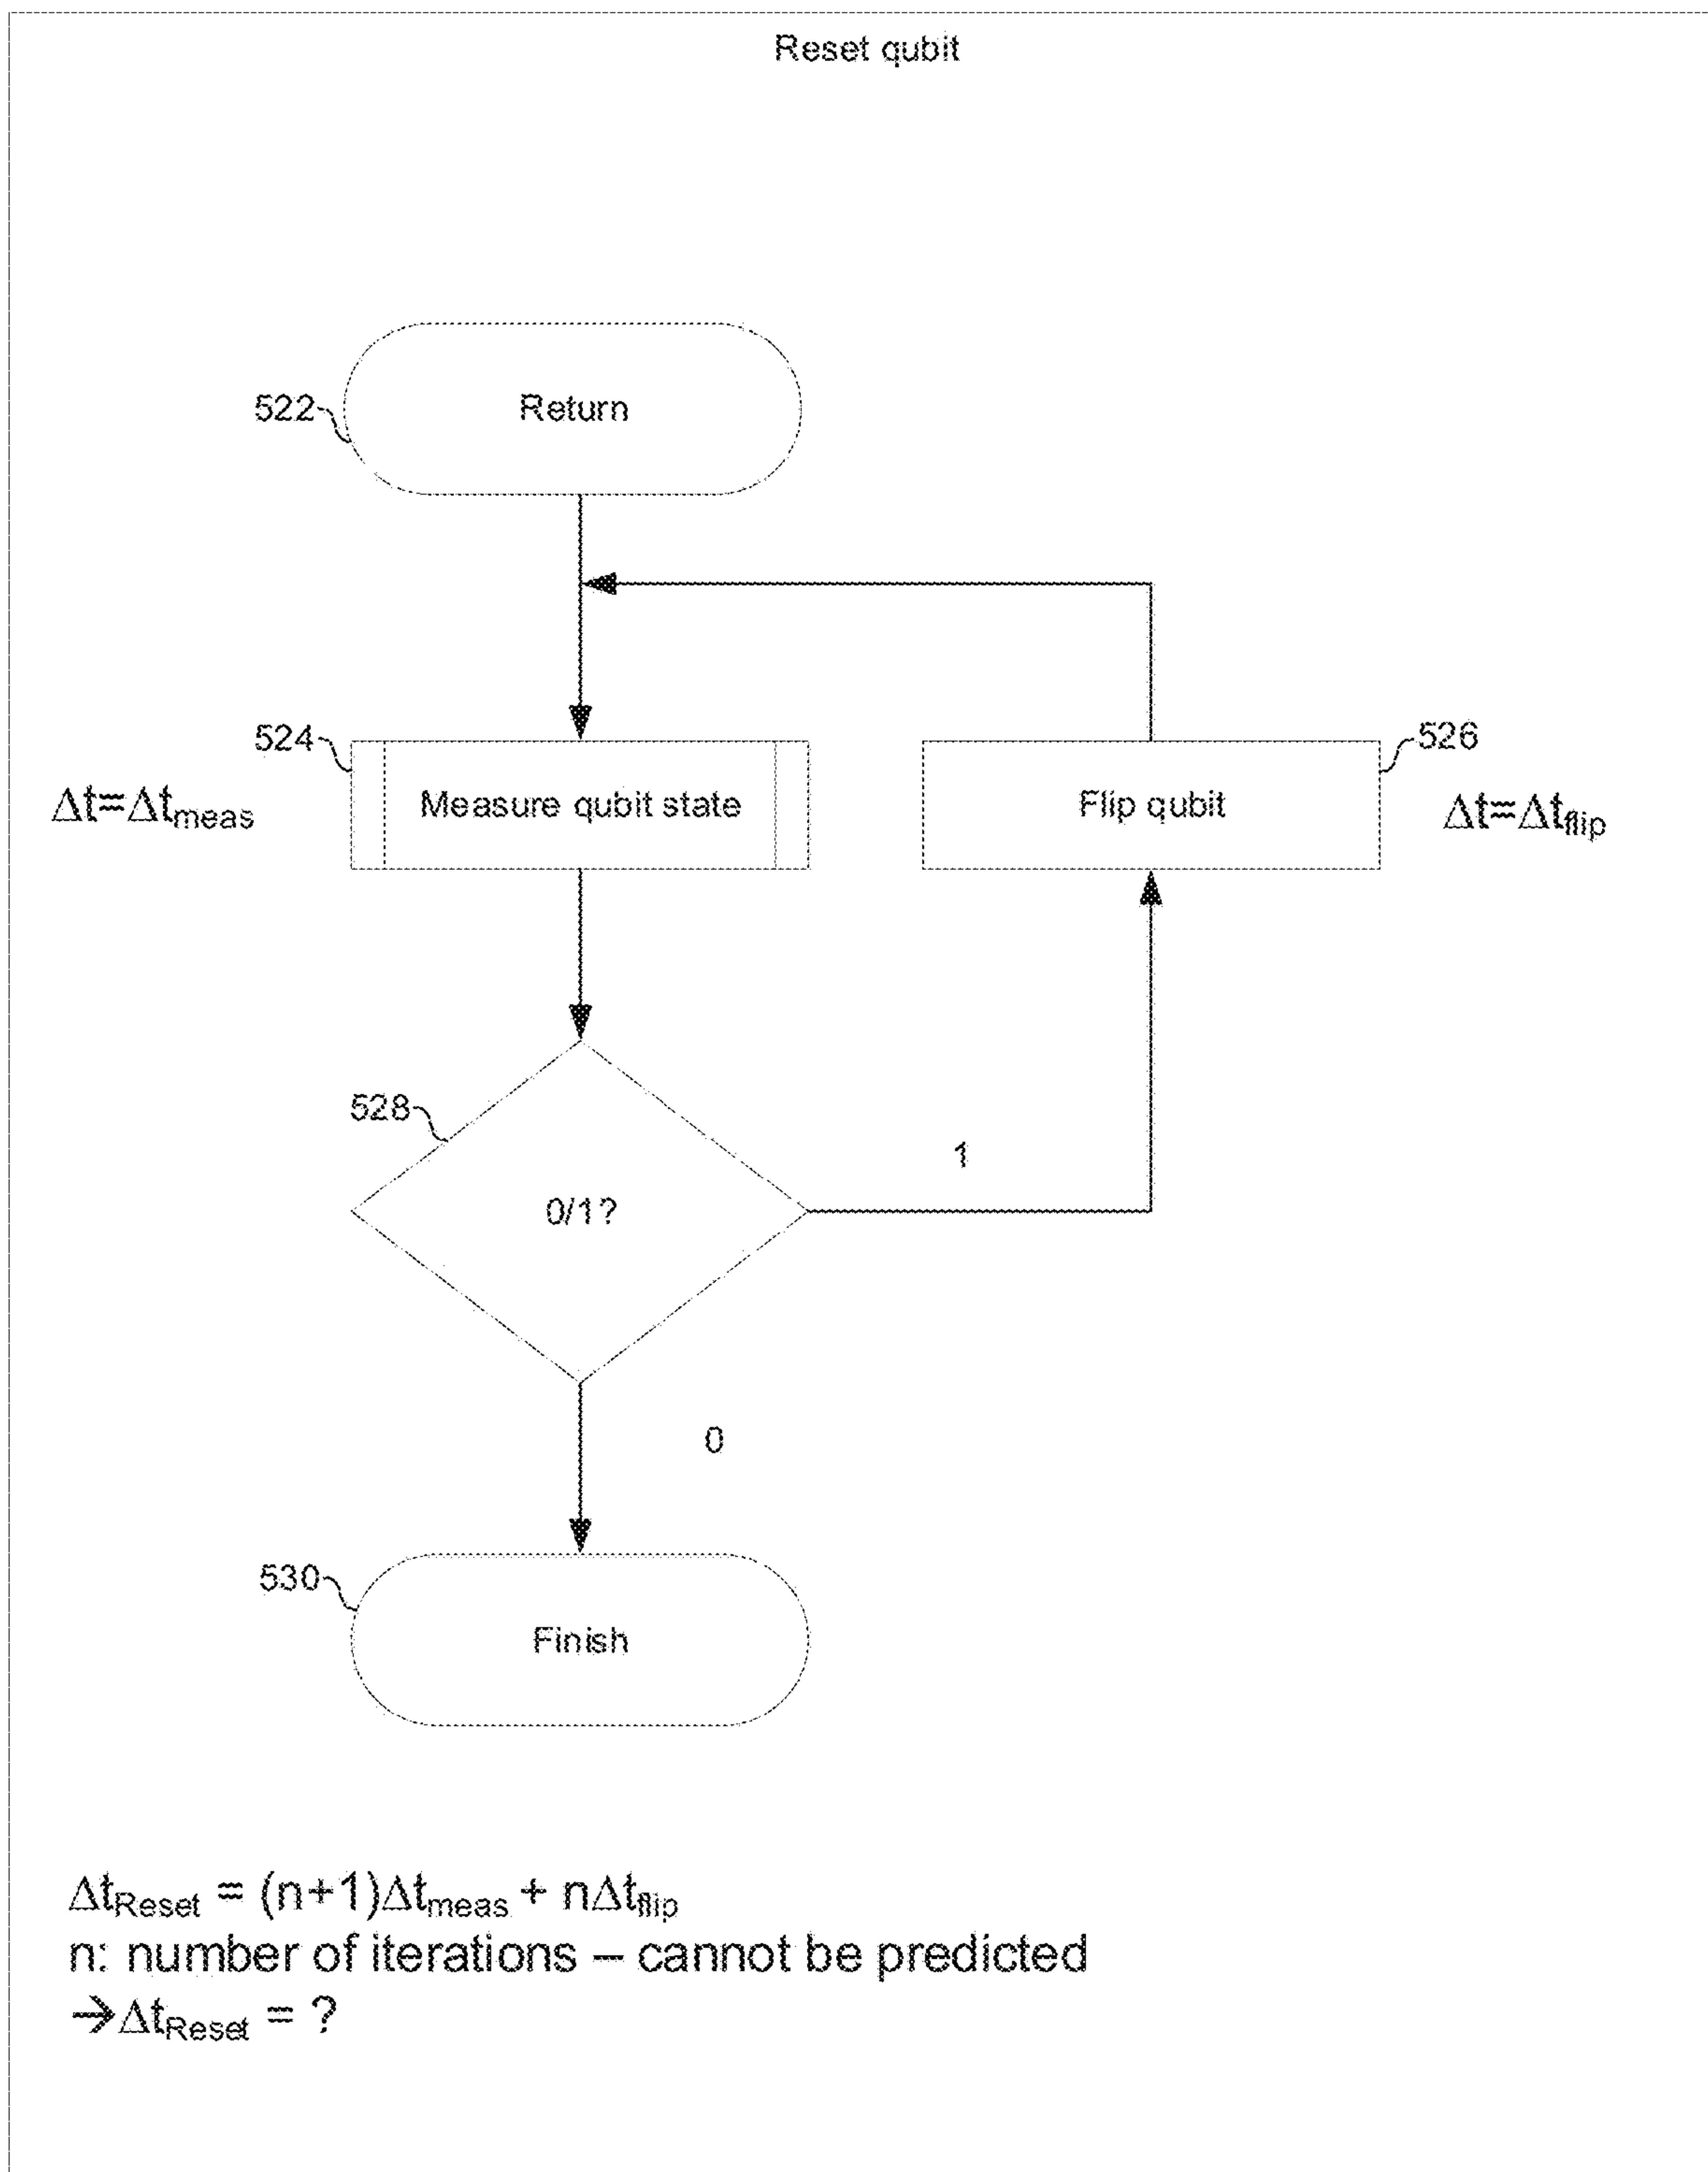 Reset qubit
522
Return
524
Δt=Δtmeas
Measure qubit state
526
Flip qubit
Δt=Δtflip
528
0/1?
1
0
530
Finish
ΔtReset = (n+1)Δtmeas + nΔtflip
n: number of iterations – cannot be predicted
→ΔtReset = ?